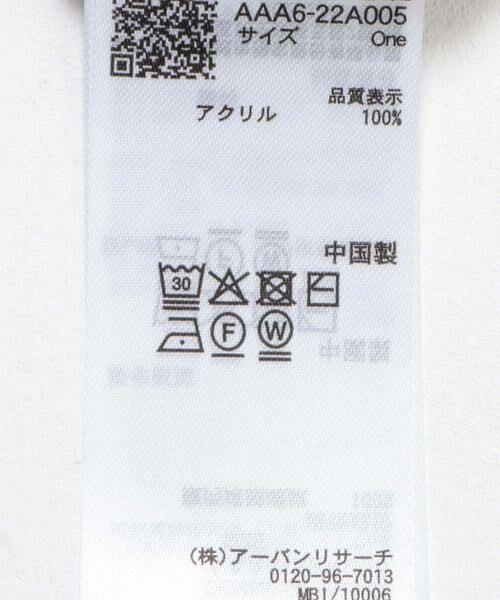 AAA6-22A005
サイズ One
品質表示
アクリル 100%
中国製
30
F W
(株)アーバンリサーチ
0120-96-7013
MBI/10006